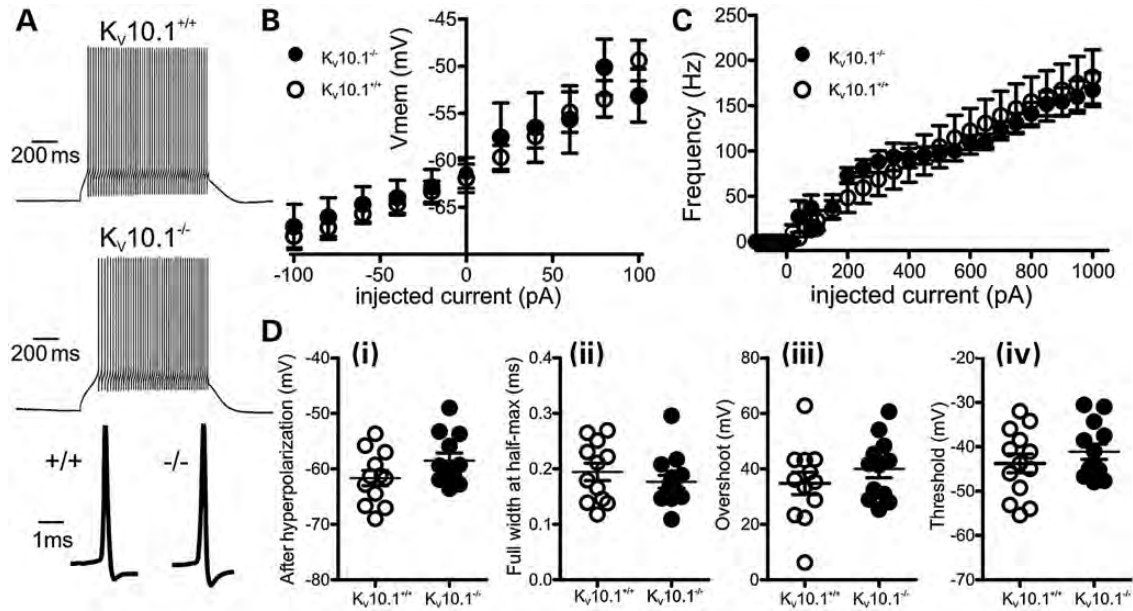 A
Kv10.1+/+
200 ms
Kv10.1-/-
200 ms
+/+
-/-
1ms
B
Kv10.1-/-
Kv10.1+/+
Vmem (mV)
-50
-55
-60
-65
-100
-50
0
50
100
injected current (pA)
C
Kv10.1-/-
Kv10.1+/+
Frequency (Hz)
250
200
150
100
50
0
0
200
400
600
800
1000
injected current (pA)
D
(i)
After hyperpolarization (mV)
-40
-50
-60
-70
-80
Kv10.1+/+
Kv10.1-/-
(ii)
Full width at half-max (ms)
0.4
0.3
0.2
0.1
0.0
Kv10.1+/+
Kv10.1-/-
(iii)
Overshoot (mV)
80
60
40
20
0
Kv10.1+/+
Kv10.1-/-
(iv)
Threshold (mV)
-20
-30
-40
-50
-60
-70
Kv10.1+/+
Kv10.1-/-